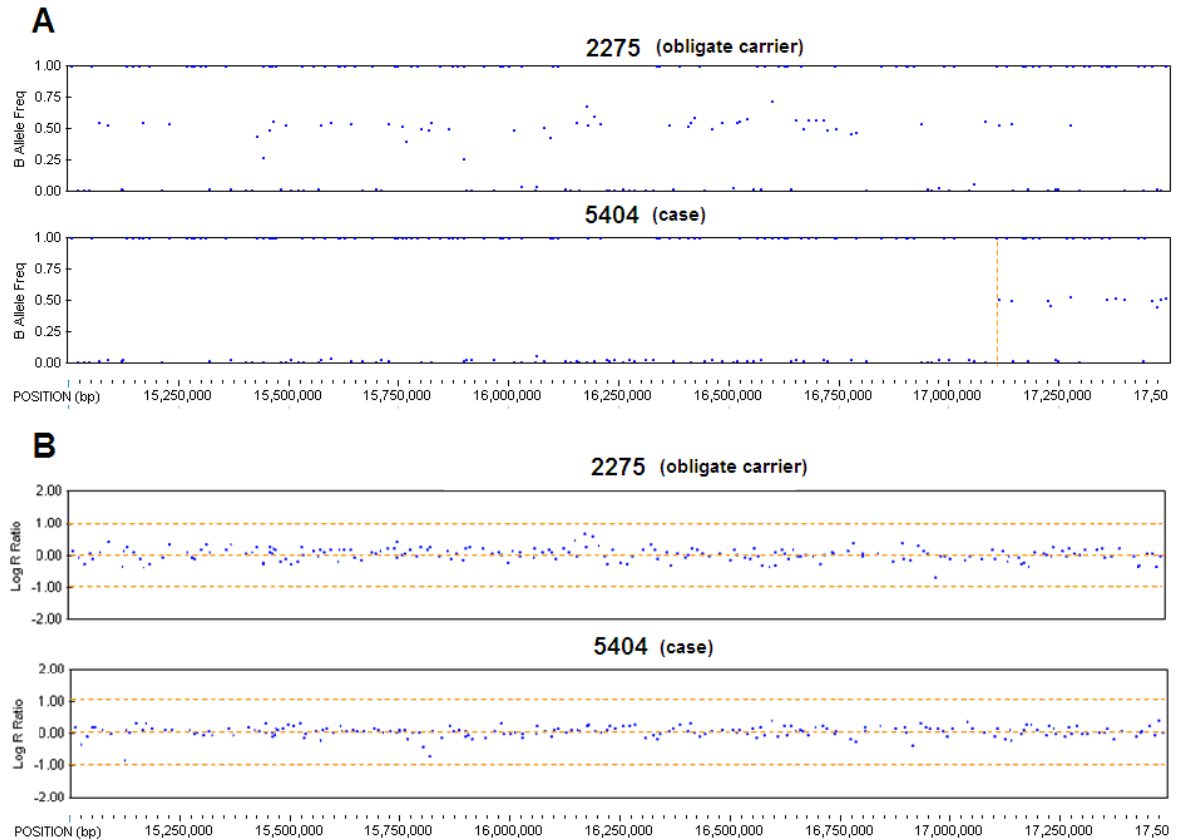 A
2275 (obligate carrier)
1.00
0.75
0.50
0.25
0.00
B Allele Freq
5404 (case)
1.00
0.75
0.50
0.25
0.00
B Allele Freq
POSITION (bp) 15,250,000 15,500,000 15,750,000 16,000,000 16,250,000 16,500,000 16,750,000 17,000,000 17,250,000 17,50
B
2275 (obligate carrier)
2.00
1.00
0.00
-1.00
-2.00
Log R Ratio
5404 (case)
2.00
1.00
0.00
-1.00
-2.00
Log R Ratio
POSITION (bp) 15,250,000 15,500,000 15,750,000 16,000,000 16,250,000 16,500,000 16,750,000 17,000,000 17,250,000 17,50